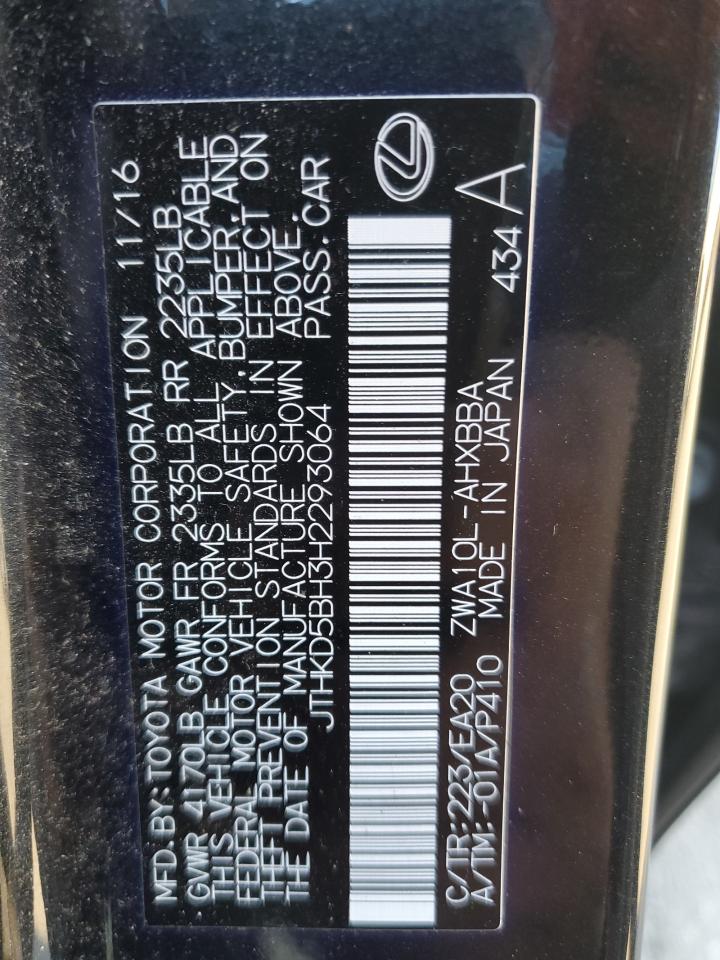 MFD.BY:TOYOTA MOTOR CORPORATION 11/16
GVWR 4170LB GAWR FR 2335LB RR 2235LB
THIS VEHICLE CONFORMS TO ALL APPLICABLE
FEDERAL MOTOR VEHICLE SAFETY,BUMPER,AND
THEFT PREVENTION STANDARDS IN EFFECT ON
THE DATE OF MANUFACTURE SHOWN ABOVE.
JTHKD5BH3H2293064 PASS.CAR
C/TR:223/EA20 ZWA10L-AHXBBA
A/TM:-01A/P410 MADE IN JAPAN 434 A